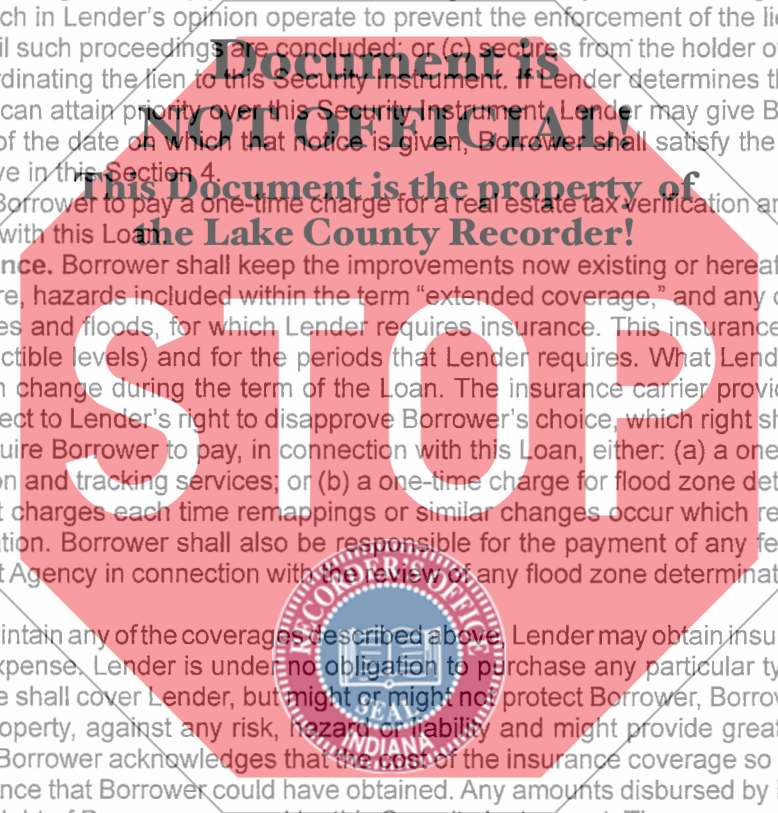 ch in Lender's opinion operate to prevent the enforcement of the lie
il such proceedings are concluded; or (c) secures from the holder o
Document is
rdinating the lien to this Security Instrument. If Lender determines th
can attain priority over this Security Instrument, Lender may give B
NOT OFFICIAL!
of the date on which that notice is given, Borrower shall satisfy the
ve in this Section 4.
This Document is the property of
Borrower to pay a one-time charge for a real estate tax verification an
with this Loan.
the Lake County Recorder!
nce. Borrower shall keep the improvements now existing or hereaf
re, hazards included within the term “extended coverage,” and any o
es and floods, for which Lender requires insurance. This insurance
ctible levels) and for the periods that Lender requires. What Lend
n change during the term of the Loan. The insurance carrier provi
STOP
ect to Lender's right to disapprove Borrower's choice, which right sh
uire Borrower to pay, in connection with this Loan, either: (a) a one
on and tracking services; or (b) a one-time charge for flood zone det
t charges each time remappings or similar changes occur which re
tion. Borrower shall also be responsible for the payment of any fe
t Agency in connection with the review of any flood zone determinat
RECORDER'S OFFICE
intain any of the coverages described above, Lender may obtain insu
xpense. Lender is under no obligation to purchase any particular ty
e shall cover Lender, but might or might not protect Borrower, Borrow
SEAL
operty, against any risk, hazard or liability and might provide great
INDIANA
Borrower acknowledges that the cost of the insurance coverage so
nce that Borrower could have obtained. Any amounts disbursed by